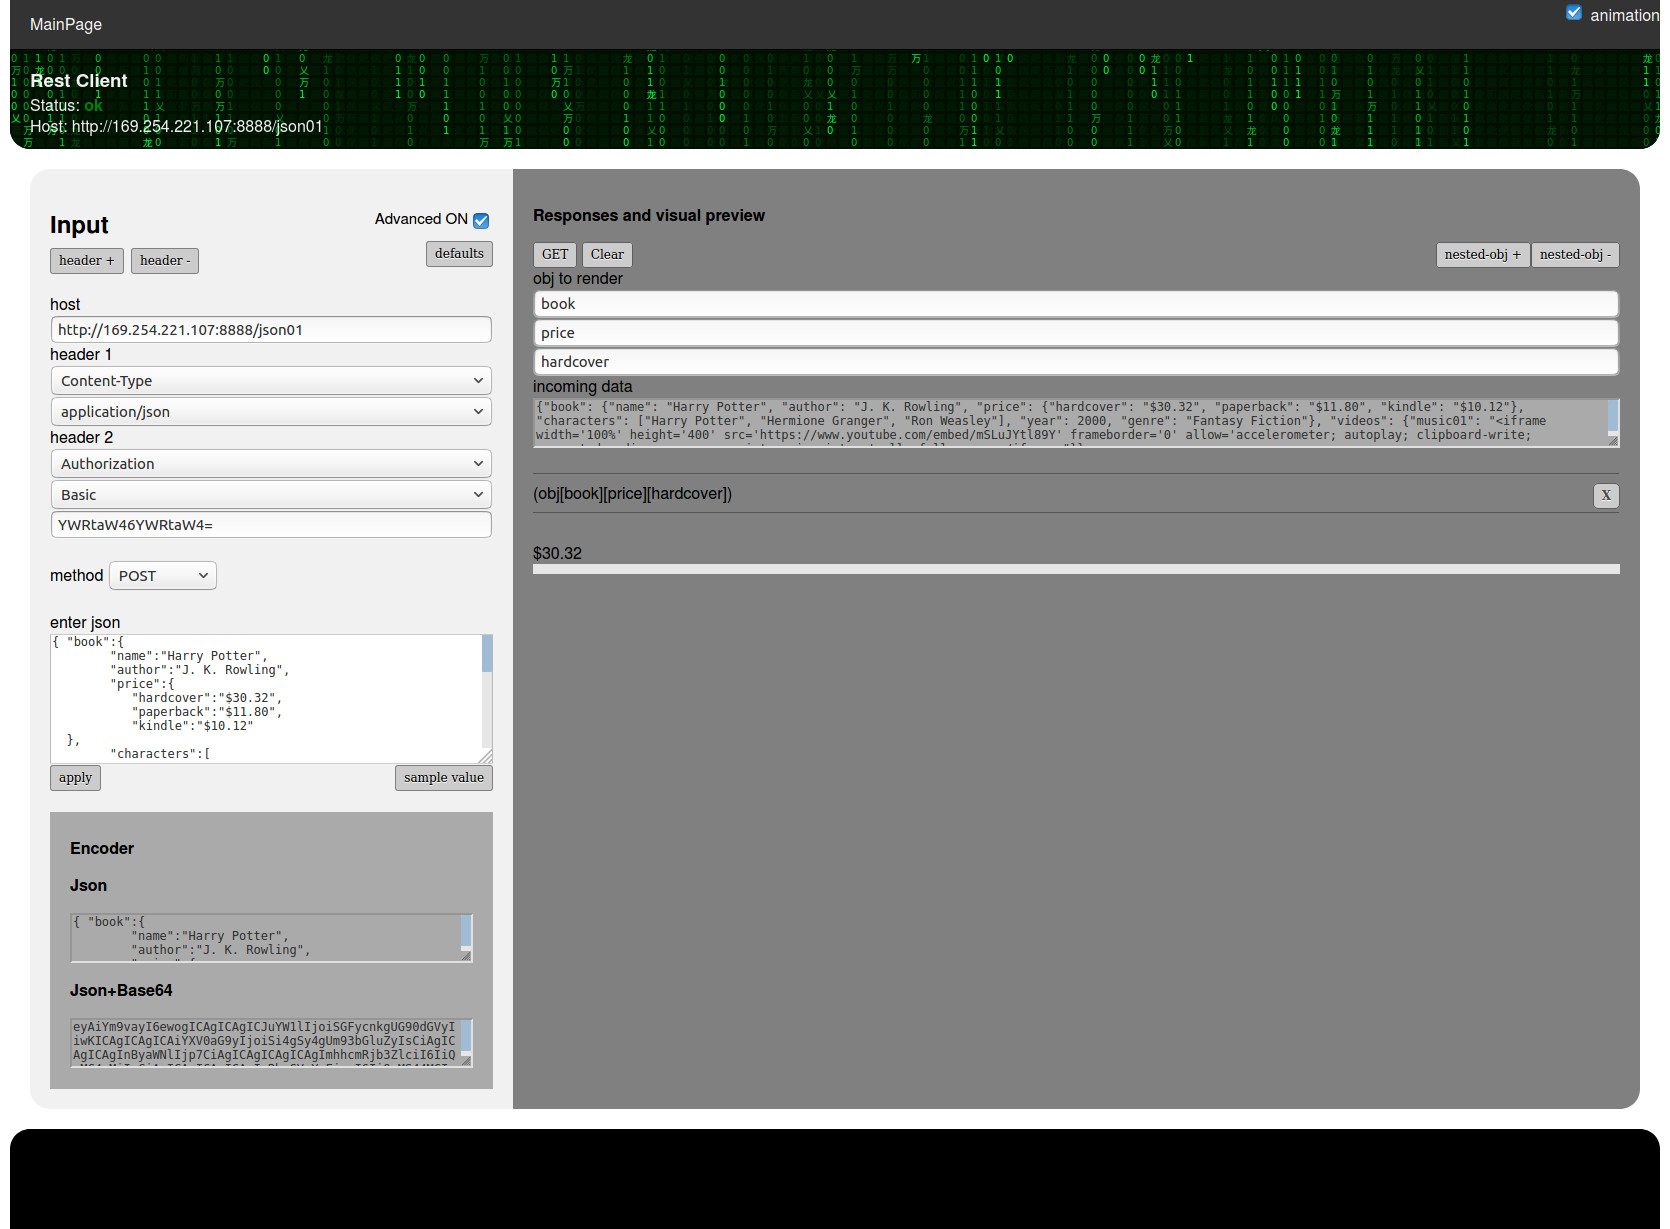 MainPage
animation
Rest Client
Status: ok
Host: http://169.254.221.107:8888/json01
Input
Advanced ON
header +
header -
defaults
host
http://169.254.221.107:8888/json01
header 1
Content-Type
application/json
header 2
Authorization
Basic
YWRtaW46YWRtaW4=
method POST
enter json
{ "book":{
"name":"Harry Potter",
"author":"J. K. Rowling",
"price":{
"hardcover":"$30.32",
"paperback":"$11.80",
"kindle":"$10.12"
},
"characters":[
apply
sample value
Encoder
Json
{ "book":{
"name":"Harry Potter",
"author":"J. K. Rowling",
Json+Base64
eyAiYm9vayI6ewogICAgICAgICJuYW1lIjoiSGFycnkgUG90dGVyI
iwKICAgICAgICAiYXV0aG9yIjoiSi4gSy4gUm93bGluZyIsCiAgIC
AgICAgInByaWNlIjp7CiAgICAgICAgICAgImhhcmRjb3ZlciI6IiQ
Responses and visual preview
GET
Clear
nested-obj +
nested-obj -
obj to render
book
price
hardcover
incoming data
{"book": {"name": "Harry Potter", "author": "J. K. Rowling", "price": {"hardcover": "$30.32", "paperback": "$11.80", "kindle": "$10.12"},
"characters": ["Harry Potter", "Hermione Granger", "Ron Weasley"], "year": 2000, "genre": "Fantasy Fiction"}, "videos": {"music01": "<iframe
width='100%' height='400' src='https://www.youtube.com/embed/mSLuJYtl89Y' frameborder='0' allow='accelerometer; autoplay; clipboard-write;
(obj[book][price][hardcover])
X
$30.32